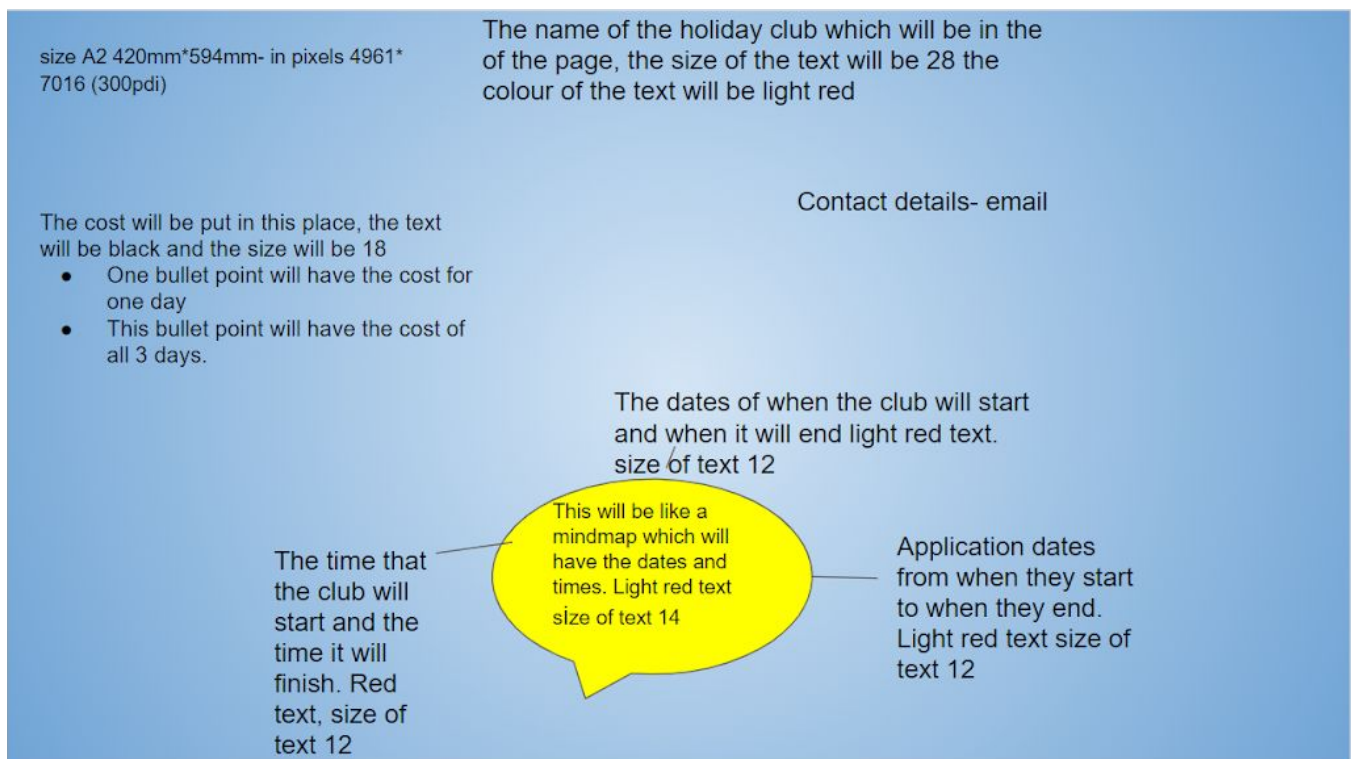 size A2 420mm*594mm- in pixels 4961*
7016 (300pdi)
The name of the holiday club which will be in the
of the page, the size of the text will be 28 the
colour of the text will be light red
Contact details- email
The cost will be put in this place, the text
will be black and the size will be 18
● One bullet point will have the cost for
one day
● This bullet point will have the cost of
all 3 days.
The dates of when the club will start
and when it will end light red text.
size of text 12
This will be like a
mindmap which will
have the dates and
times. Light red text
size of text 14
The time that
the club will
start and the
time it will
finish. Red
text, size of
text 12
Application dates
from when they start
to when they end.
Light red text size of
text 12